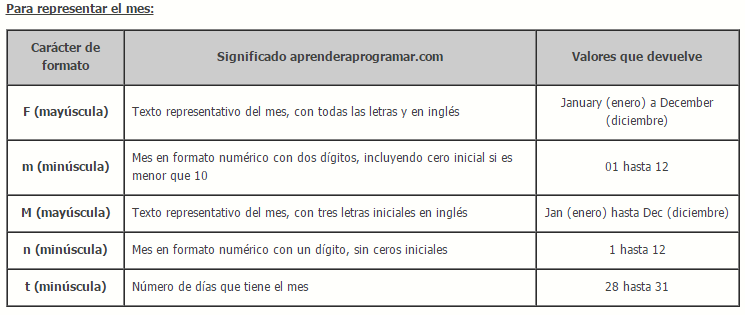 Para representar el mes:
Carácter de
formato
Significado aprenderaprogramar.com
Valores que devuelve
F (mayúscula)
Texto representativo del mes, con todas las letras y en inglés
January (enero) a December
(diciembre)
m (minúscula)
Mes en formato numérico con dos dígitos, incluyendo cero inicial si es
menor que 10
01 hasta 12
M (mayúscula)
Texto representativo del mes, con tres letras iniciales en inglés
Jan (enero) hasta Dec (diciembre)
n (minúscula)
Mes en formato numérico con un dígito, sin ceros iniciales
1 hasta 12
t (minúscula)
Número de días que tiene el mes
28 hasta 31